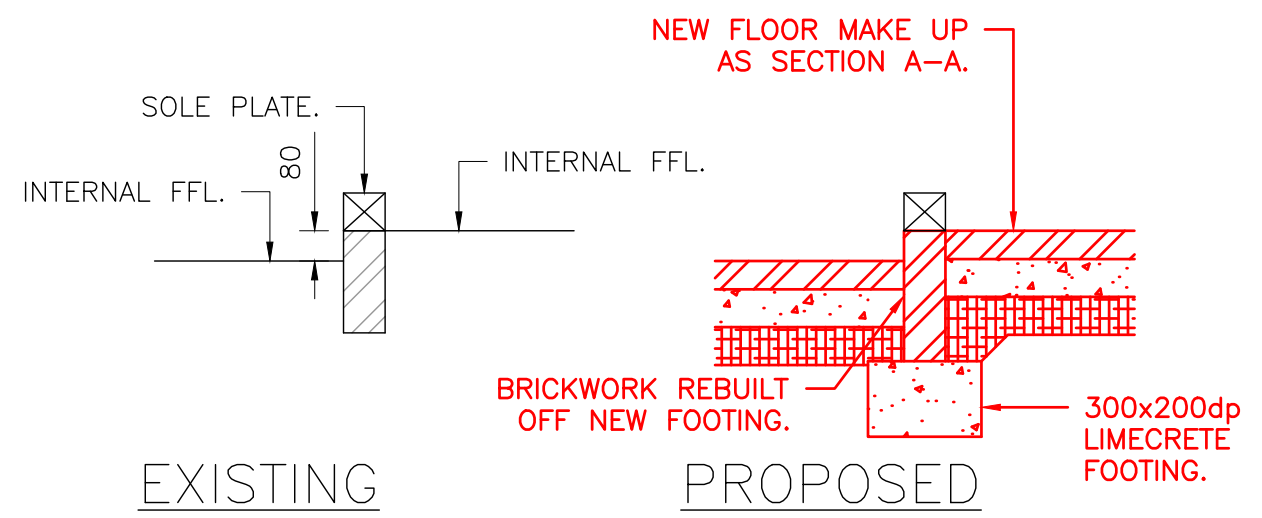 SOLE PLATE.
80
INTERNAL FFL.
INTERNAL FFL.
EXISTING
NEW FLOOR MAKE UP
AS SECTION A-A.
BRICKWORK REBUILT
OFF NEW FOOTING.
300x200dp
LIMECRETE
FOOTING.
PROPOSED